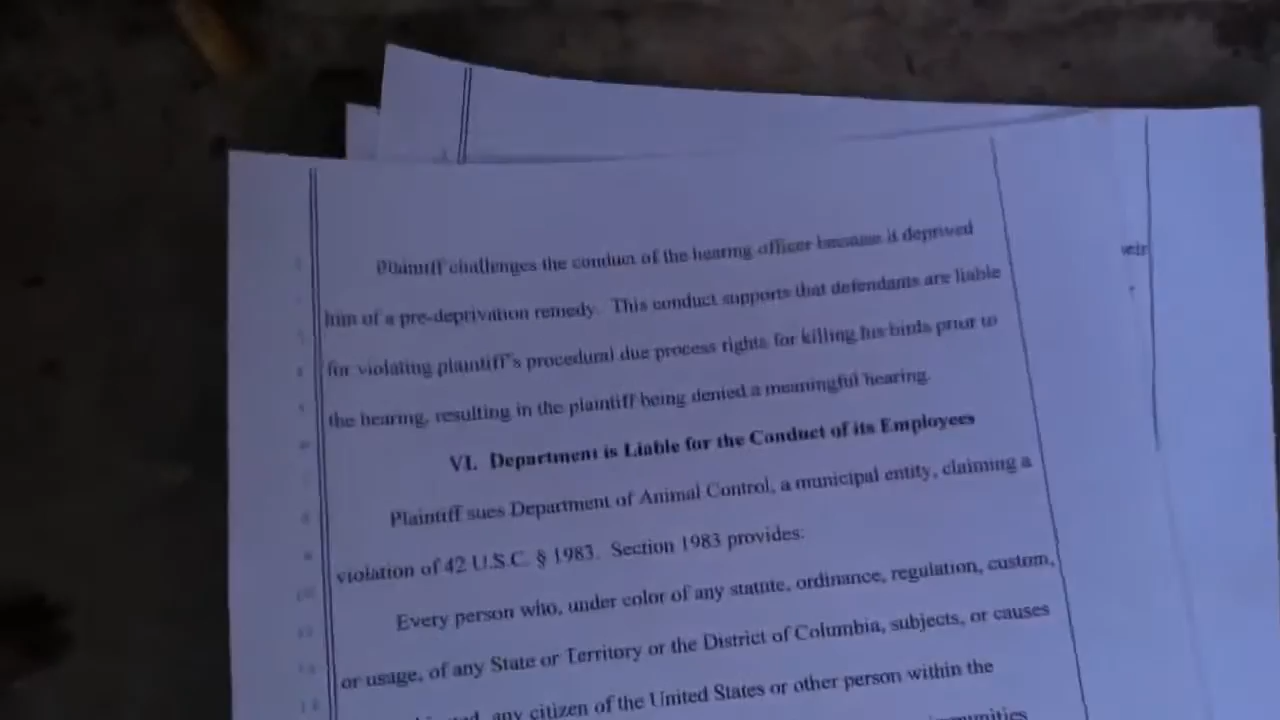 Plaintiff challenges the conduct of the hearing officer because it deprived
him of a pre-deprivation remedy. This conduct supports that defendants are liable
for violating plaintiff's procedural due process rights for killing his birds prior to
the hearing, resulting in the plaintiff being denied a meaningful hearing.
VI. Department is Liable for the Conduct of its Employees
Plaintiff sues Department of Animal Control, a municipal entity, claiming a
violation of 42 U.S.C. § 1983. Section 1983 provides:
Every person who, under color of any statute, ordinance, regulation, custom,
or usage, of any State or Territory or the District of Columbia, subjects, or causes
any citizen of the United States or other person within the